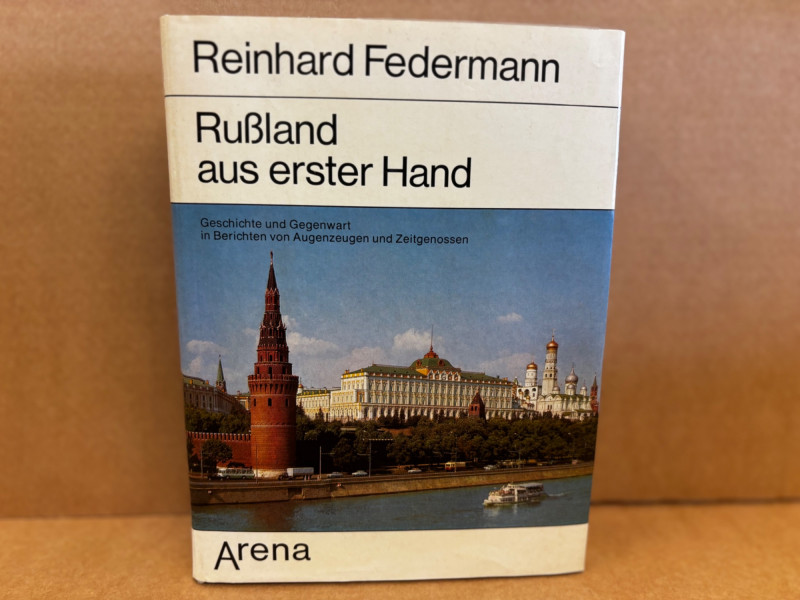 Reinhard Federmann
Rußland
aus erster Hand
Geschichte und Gegenwart
in Berichten von Augenzeugen und Zeitgenossen
Arena